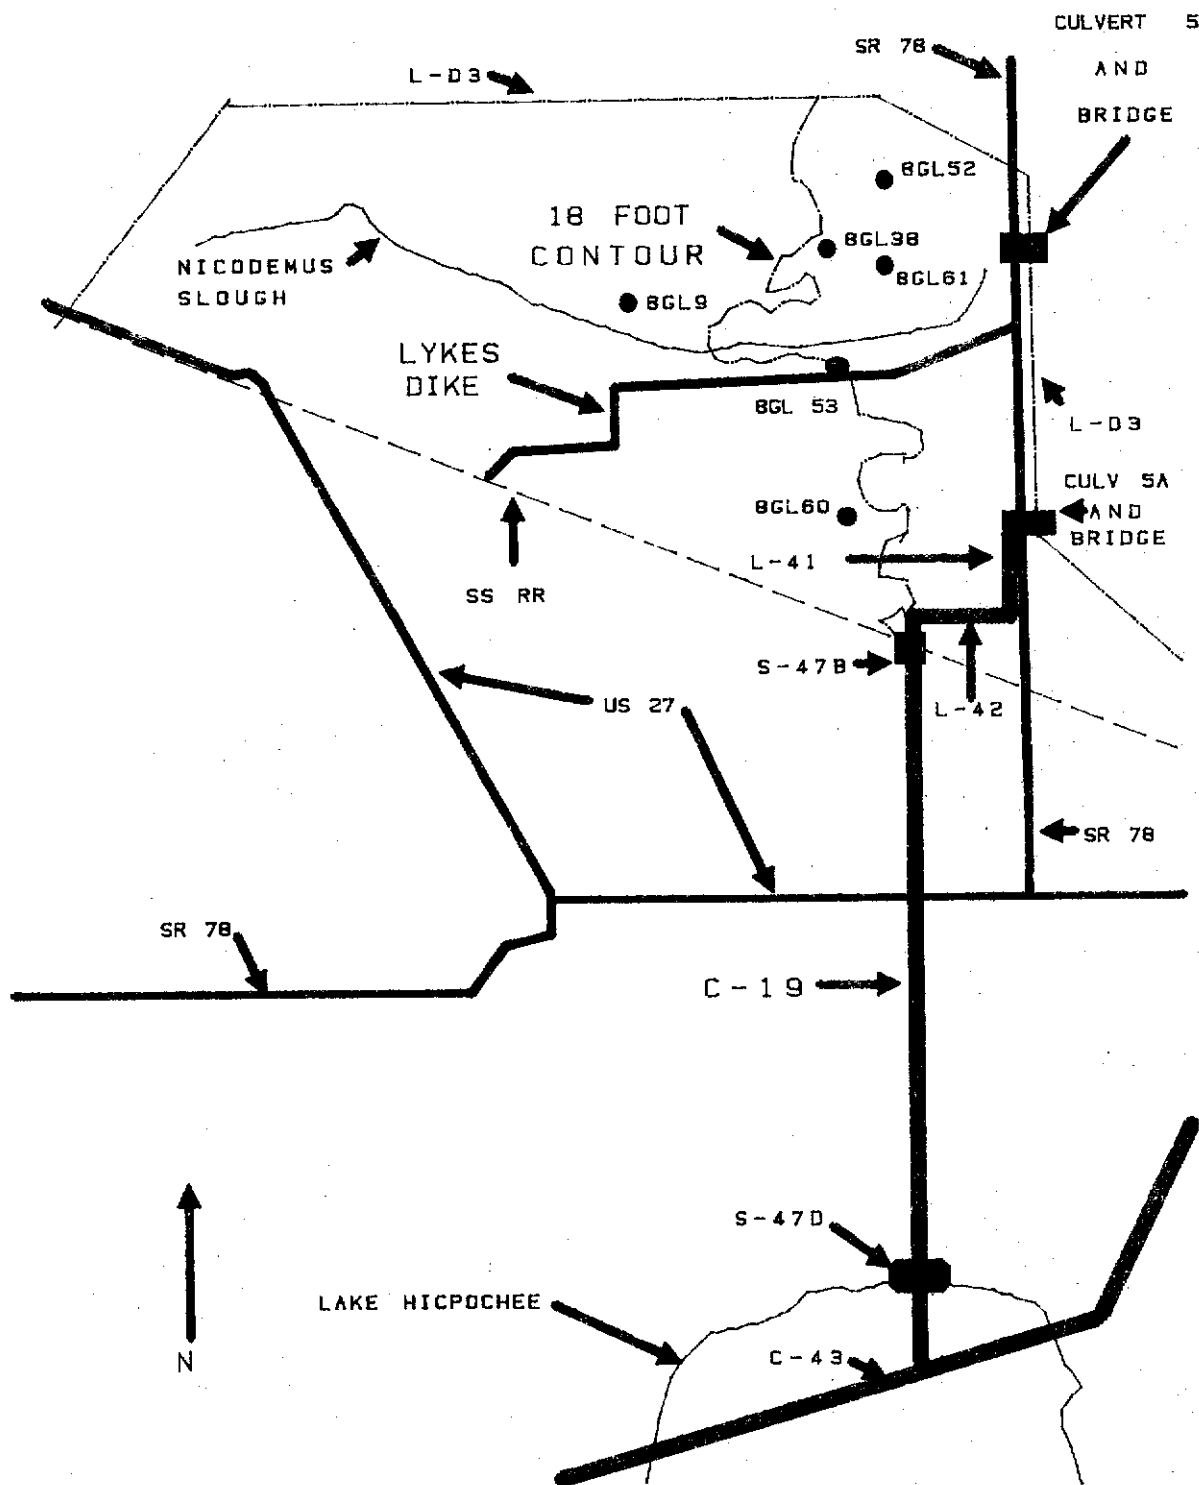 CULVERT 5
AND
BRIDGE
SR 78
L-D3
BGL52
18 FOOT
CONTOUR
BGL38
BGL61
NICODEMUS
SLOUGH
BGL9
LYKES
DIKE
BGL 53
L-D3
CULV 5A
AND
BRIDGE
BGL60
L-41
SS RR
S-47B
L-42
US 27
SR 78
SR 78
C-19
S-47D
LAKE HICPOCHEE
C-43
N